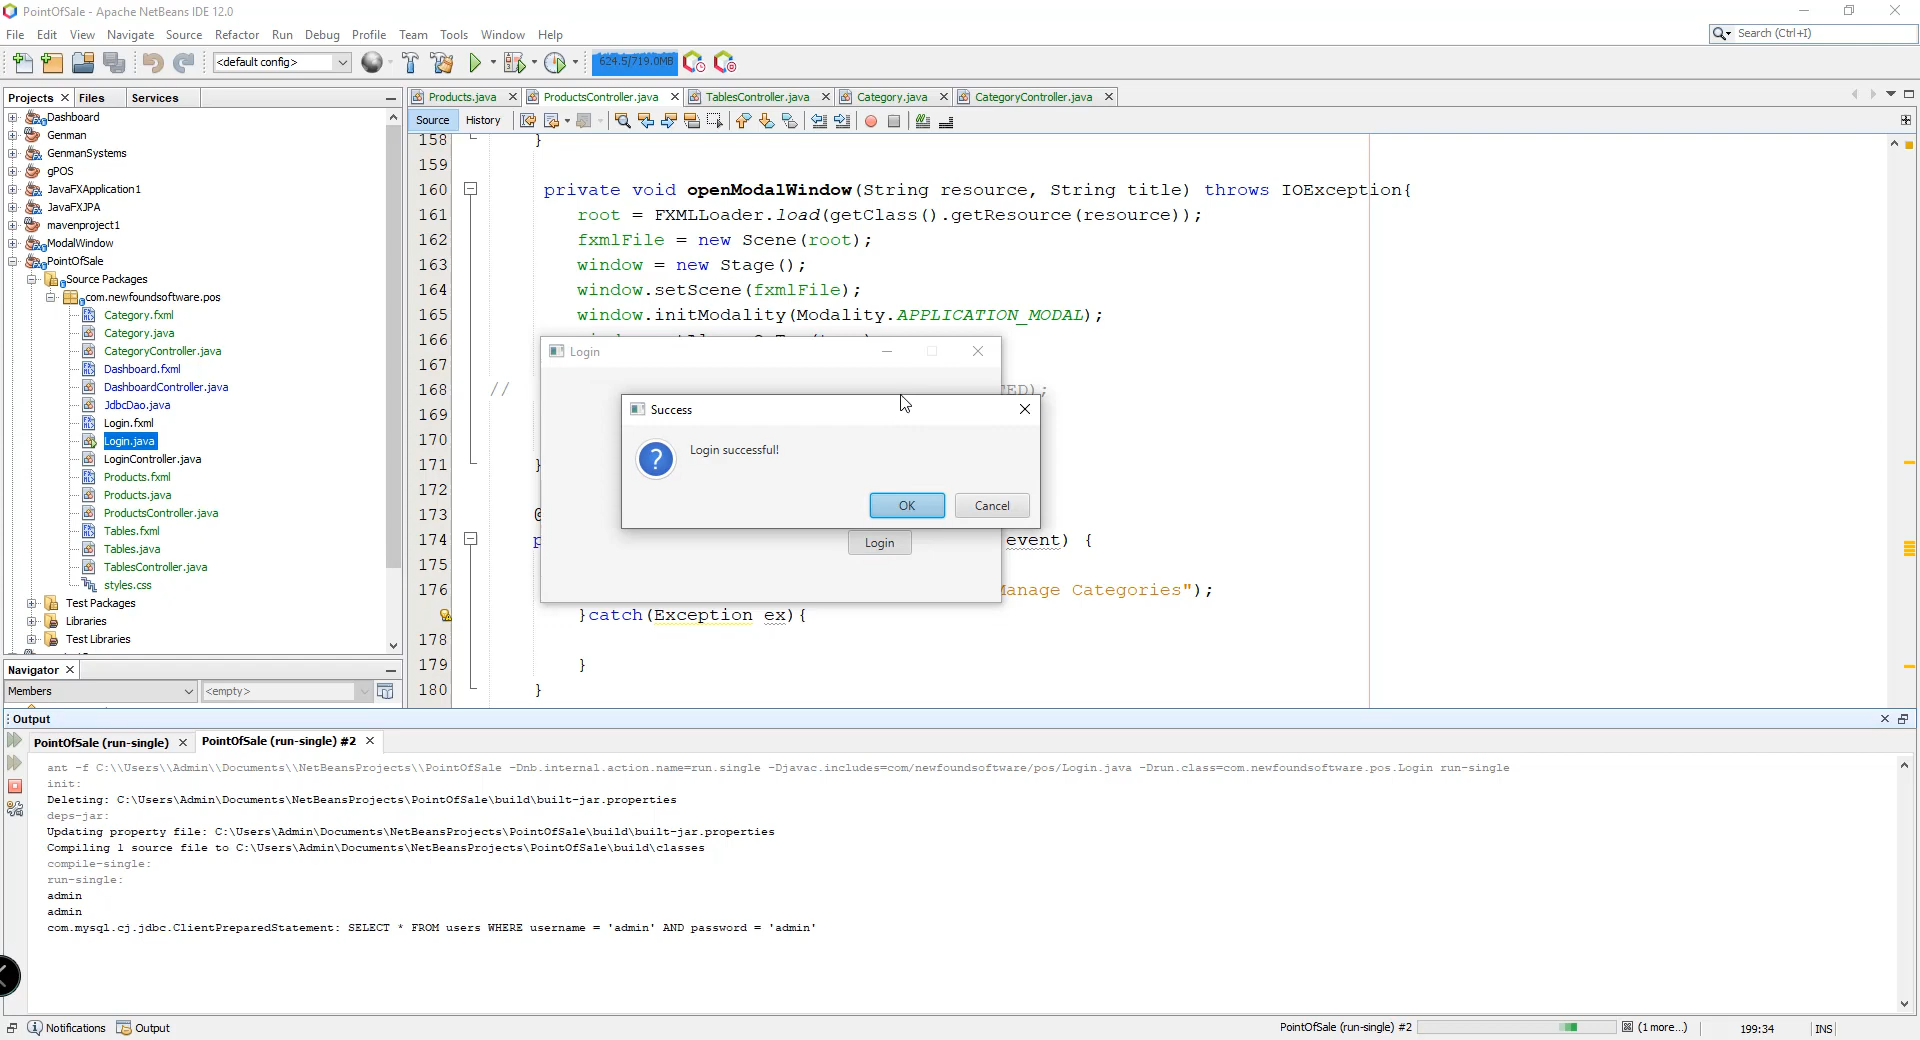 PointOfSale - Apache NetBeans IDE 12.0
File Edit View Navigate Source Refactor Run Debug Profile Team Tools Window Help
Search (Ctrl+I)
<default config>
624.5/719.0MB
Projects Files Services
Products.java ProductsController.java TablesController.java Category.java CategoryController.java
Source History
Dashboard
Genman
GenmanSystems
gPOS
JavaFXApplication1
JavaFXJPA
mavenproject1
ModalWindow
PointOfSale
Source Packages
com.newfoundsoftware.pos
Category.fxml
Category.java
CategoryController.java
Dashboard.fxml
DashboardController.java
JdbcDao.java
Login.fxml
Login.java
LoginController.java
Products.fxml
Products.java
ProductsController.java
Tables.fxml
Tables.java
TablesController.java
styles.css
Test Packages
Libraries
Test Libraries
158 }
159
160 private void openModalWindow(String resource, String title) throws IOException{
161 root = FXMLLoader.load(getClass().getResource(resource));
162 fxmlFile = new Scene(root);
163 window = new Stage();
164 window.setScene(fxmlFile);
165 window.initModality(Modality.APPLICATION_MODAL);
166
167
168 // TED);
169
170
171 }
172
173 @
174 p event) {
175
176 Manage Categories");
}catch(Exception ex){
178
179 }
180 }
Login
Success
Login successful!
OK Cancel
Login
Navigator
Members <empty>
Output
PointOfSale (run-single) PointOfSale (run-single) #2
ant -f C:\\Users\\Admin\\Documents\\NetBeansProjects\\PointOfSale -Dnb.internal.action.name=run.single -Djavac.includes=com/newfoundsoftware/pos/Login.java -Drun.class=com.newfoundsoftware.pos.Login run-single
init:
Deleting: C:\Users\Admin\Documents\NetBeansProjects\PointOfSale\build\built-jar.properties
deps-jar:
Updating property file: C:\Users\Admin\Documents\NetBeansProjects\PointOfSale\build\built-jar.properties
Compiling 1 source file to C:\Users\Admin\Documents\NetBeansProjects\PointOfSale\build\classes
compile-single:
run-single:
admin
admin
com.mysql.cj.jdbc.ClientPreparedStatement: SELECT * FROM users WHERE username = 'admin' AND password = 'admin'
Notifications Output
PointOfSale (run-single) #2 (1 more...) 199:34 INS